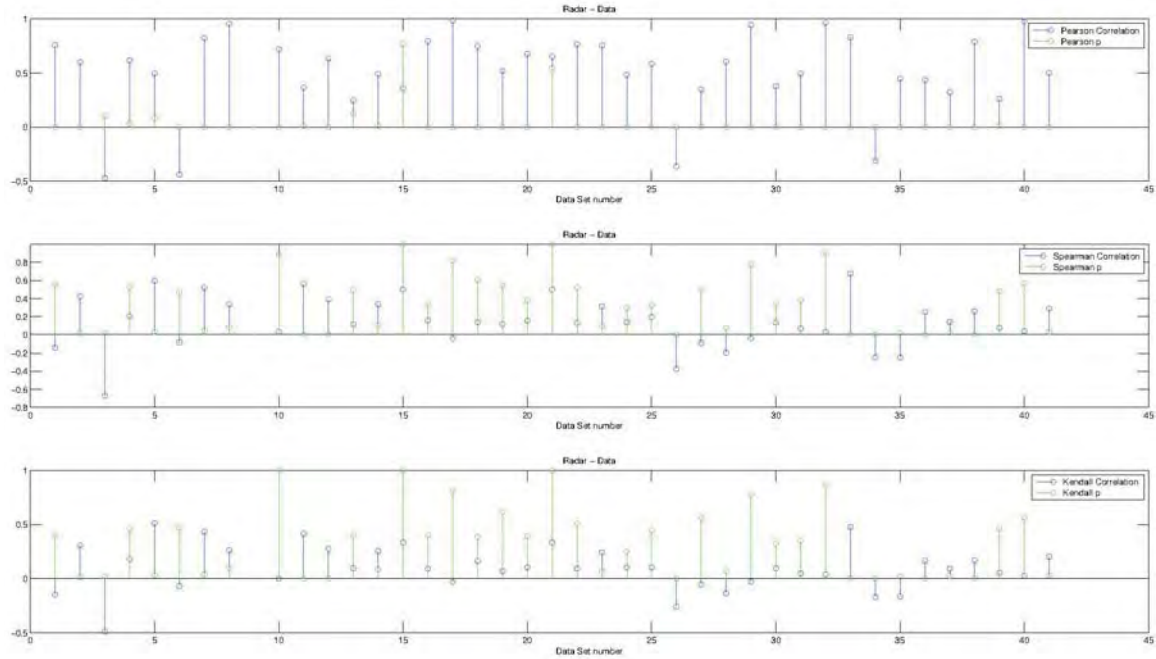 Radar – Data
1
0.5
0
−0.5
Pearson Correlation
Pearson p
0 5 10 15 20 25 30 35 40 45
Data Set number
Radar – Data
0.8
0.6
0.4
0.2
0
−0.2
−0.4
−0.6
−0.8
Spearman Correlation
Spearman p
0 5 10 15 20 25 30 35 40 45
Data Set number
Radar – Data
1
0.5
0
−0.5
Kendall Correlation
Kendall p
0 5 10 15 20 25 30 35 40 45
Data Set number